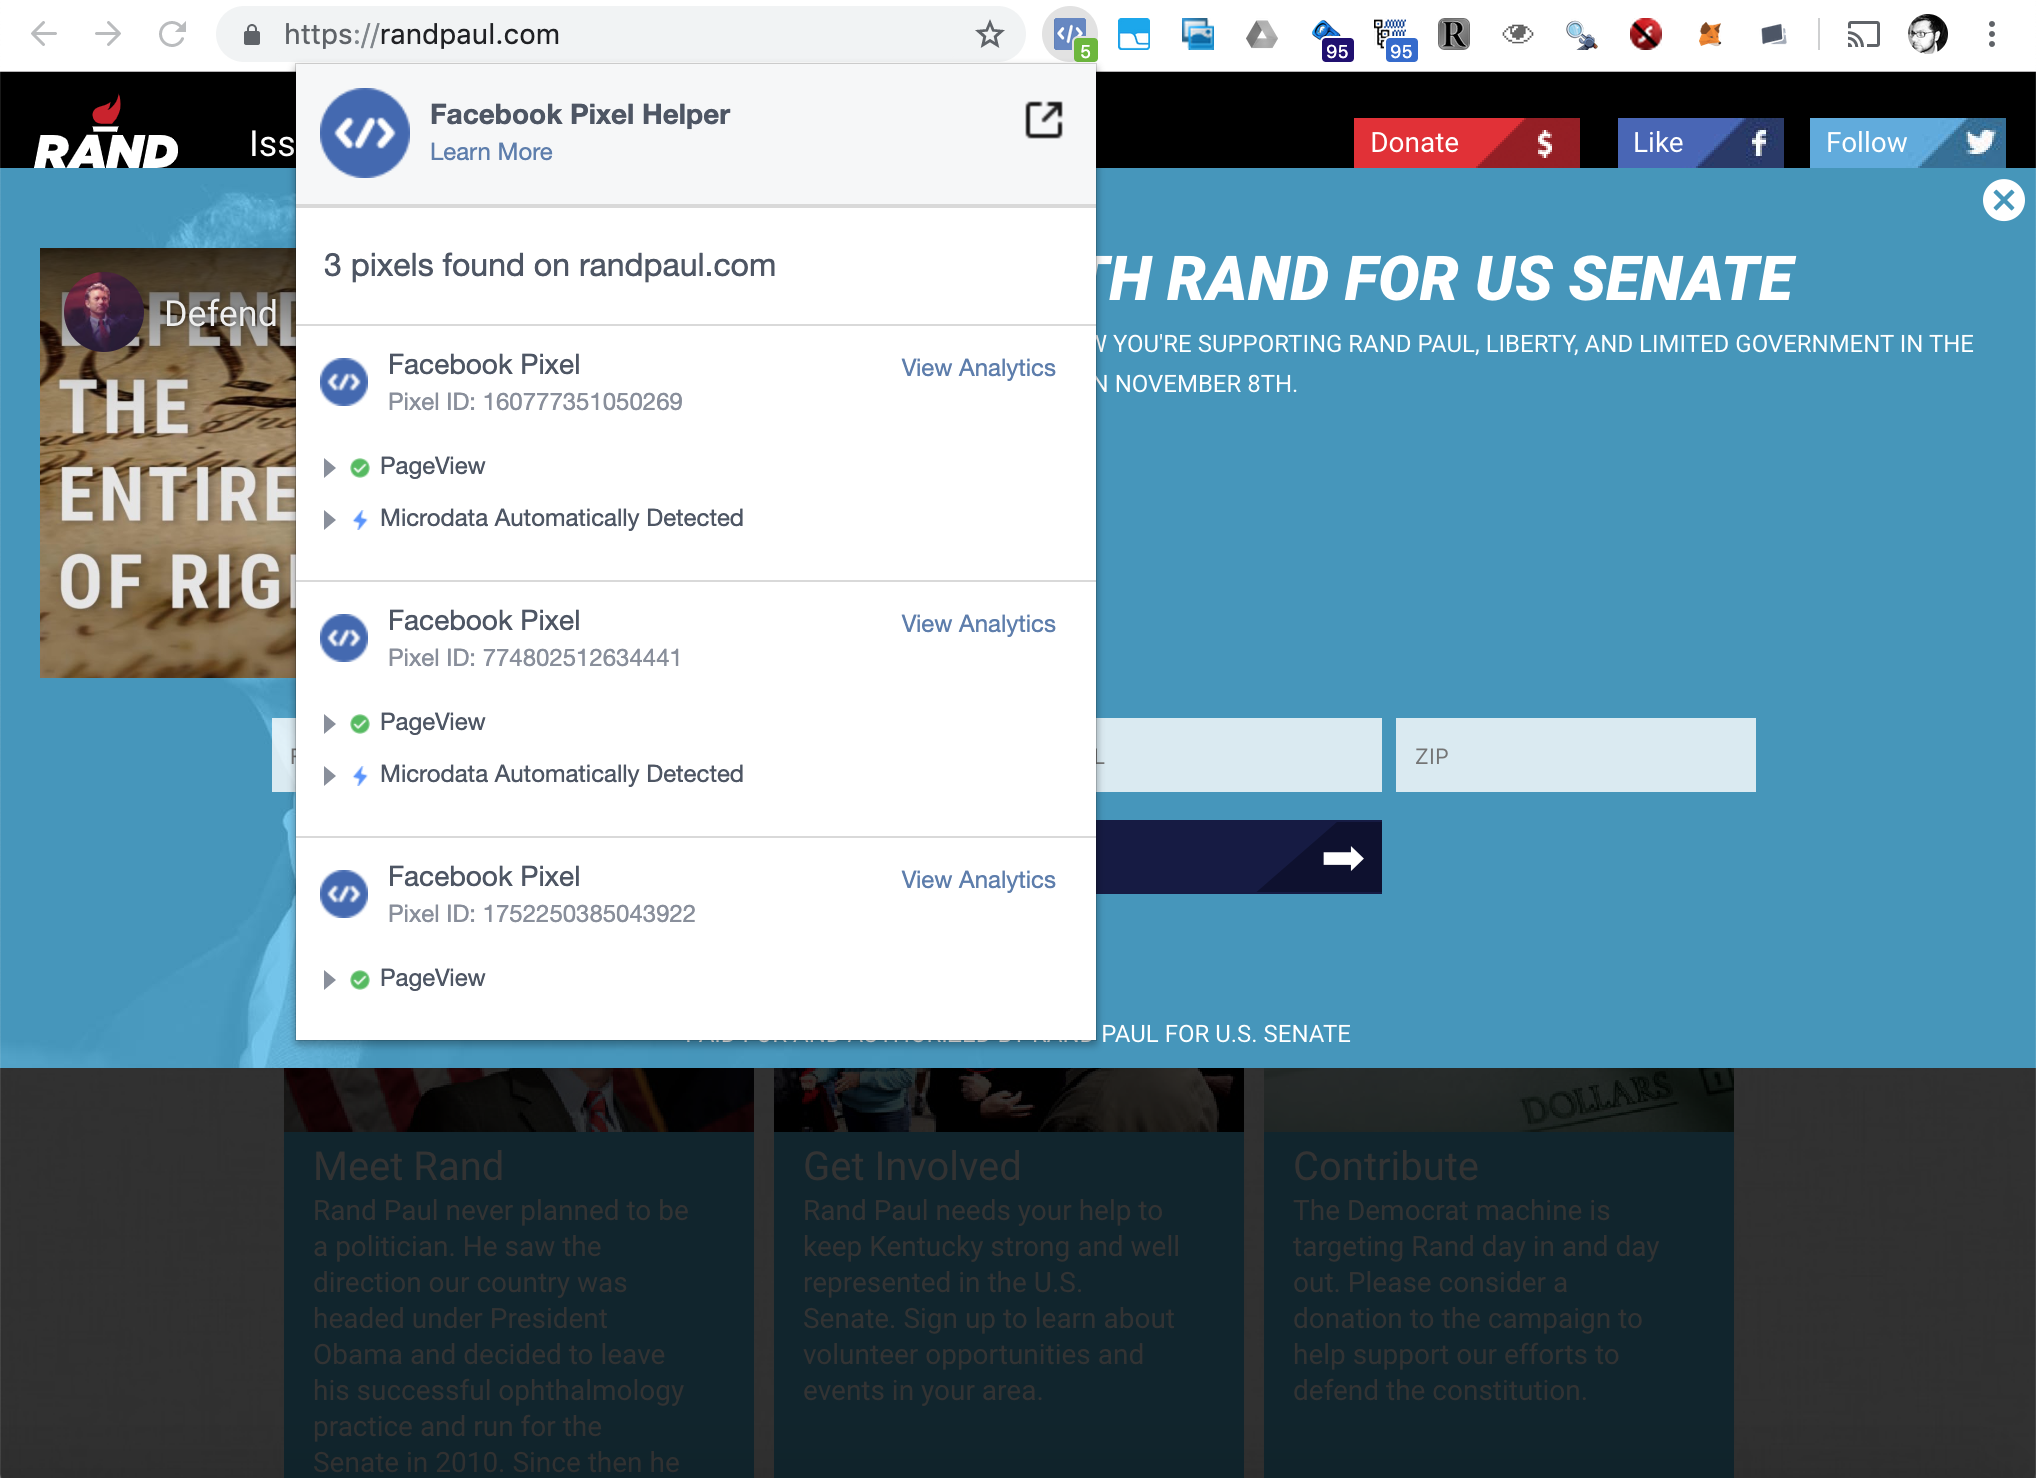 https://randpaul.com
5
95
95
R
RAND
Iss
Donate $
Like f
Follow
Facebook Pixel Helper
Learn More
3 pixels found on randpaul.com
Facebook Pixel
View Analytics
Pixel ID: 160777351050269
PageView
Microdata Automatically Detected
Facebook Pixel
View Analytics
Pixel ID: 774802512634441
PageView
Microdata Automatically Detected
Facebook Pixel
View Analytics
Pixel ID: 1752250385043922
PageView
Defend
DEFEND
THE
ENTIRE
OF RIG
TH RAND FOR US SENATE
W YOU'RE SUPPORTING RAND PAUL, LIBERTY, AND LIMITED GOVERNMENT IN THE
N NOVEMBER 8TH.
L
ZIP
PAID FOR AND AUTHORIZED BY RAND PAUL FOR U.S. SENATE
DOLLARS
Meet Rand
Rand Paul never planned to be
a politician. He saw the
direction our country was
headed under President
Obama and decided to leave
his successful ophthalmology
practice and run for the
Senate in 2010. Since then he
Get Involved
Rand Paul needs your help to
keep Kentucky strong and well
represented in the U.S.
Senate. Sign up to learn about
volunteer opportunities and
events in your area.
Contribute
The Democrat machine is
targeting Rand day in and day
out. Please consider a
donation to the campaign to
help support our efforts to
defend the constitution.